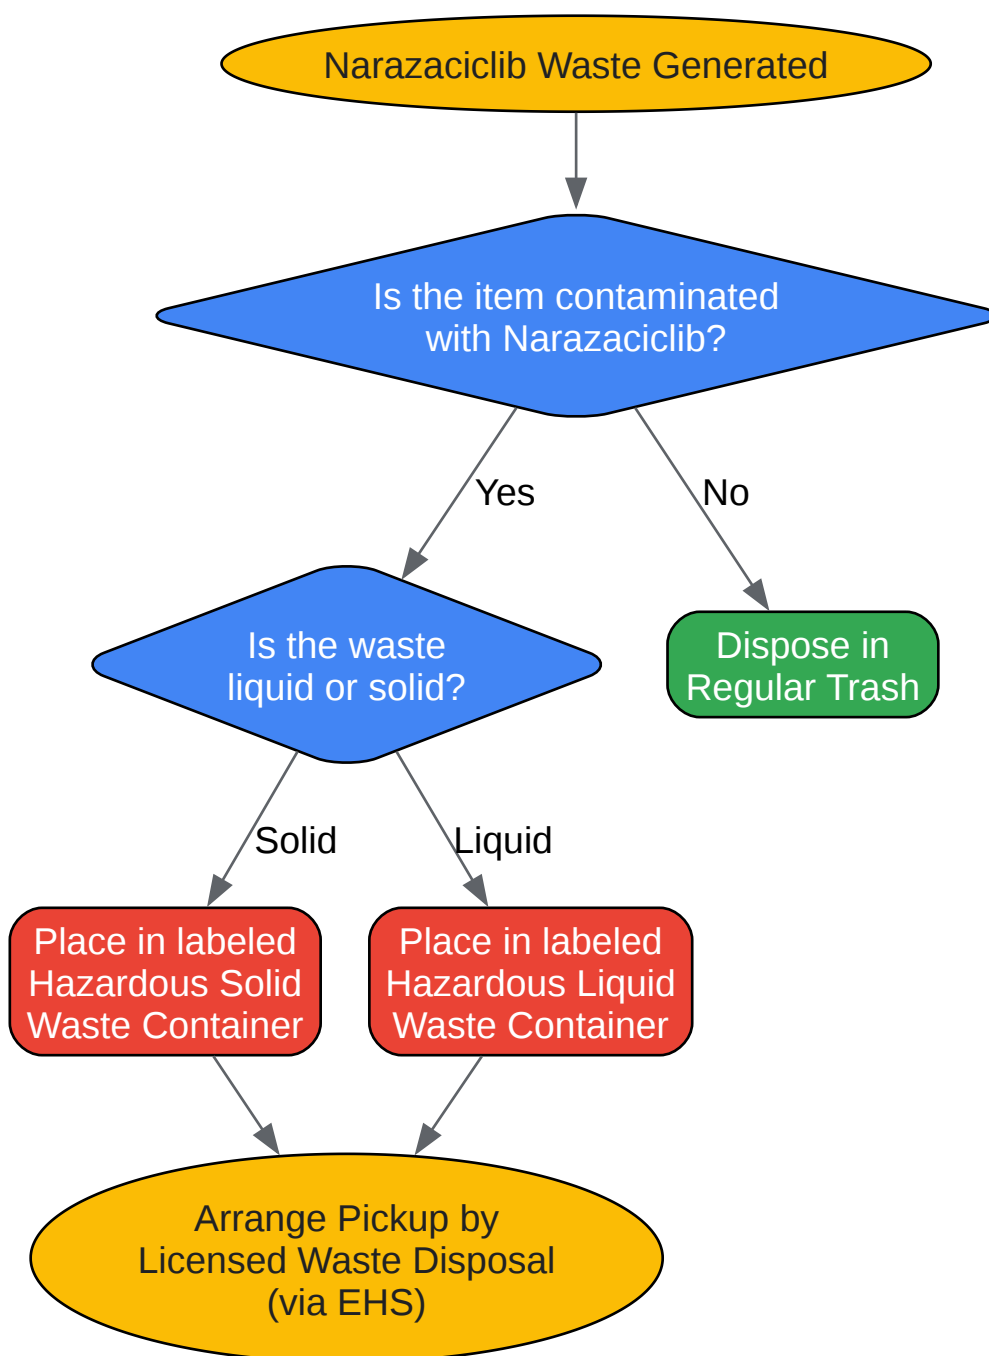 Narazaciclib Waste Generated
Is the item contaminated
with Narazaciclib?
Yes
No
Is the waste
liquid or solid?
Dispose in
Regular Trash
Solid
Liquid
Place in labeled
Hazardous Solid
Waste Container
Place in labeled
Hazardous Liquid
Waste Container
Arrange Pickup by
Licensed Waste Disposal
(via EHS)